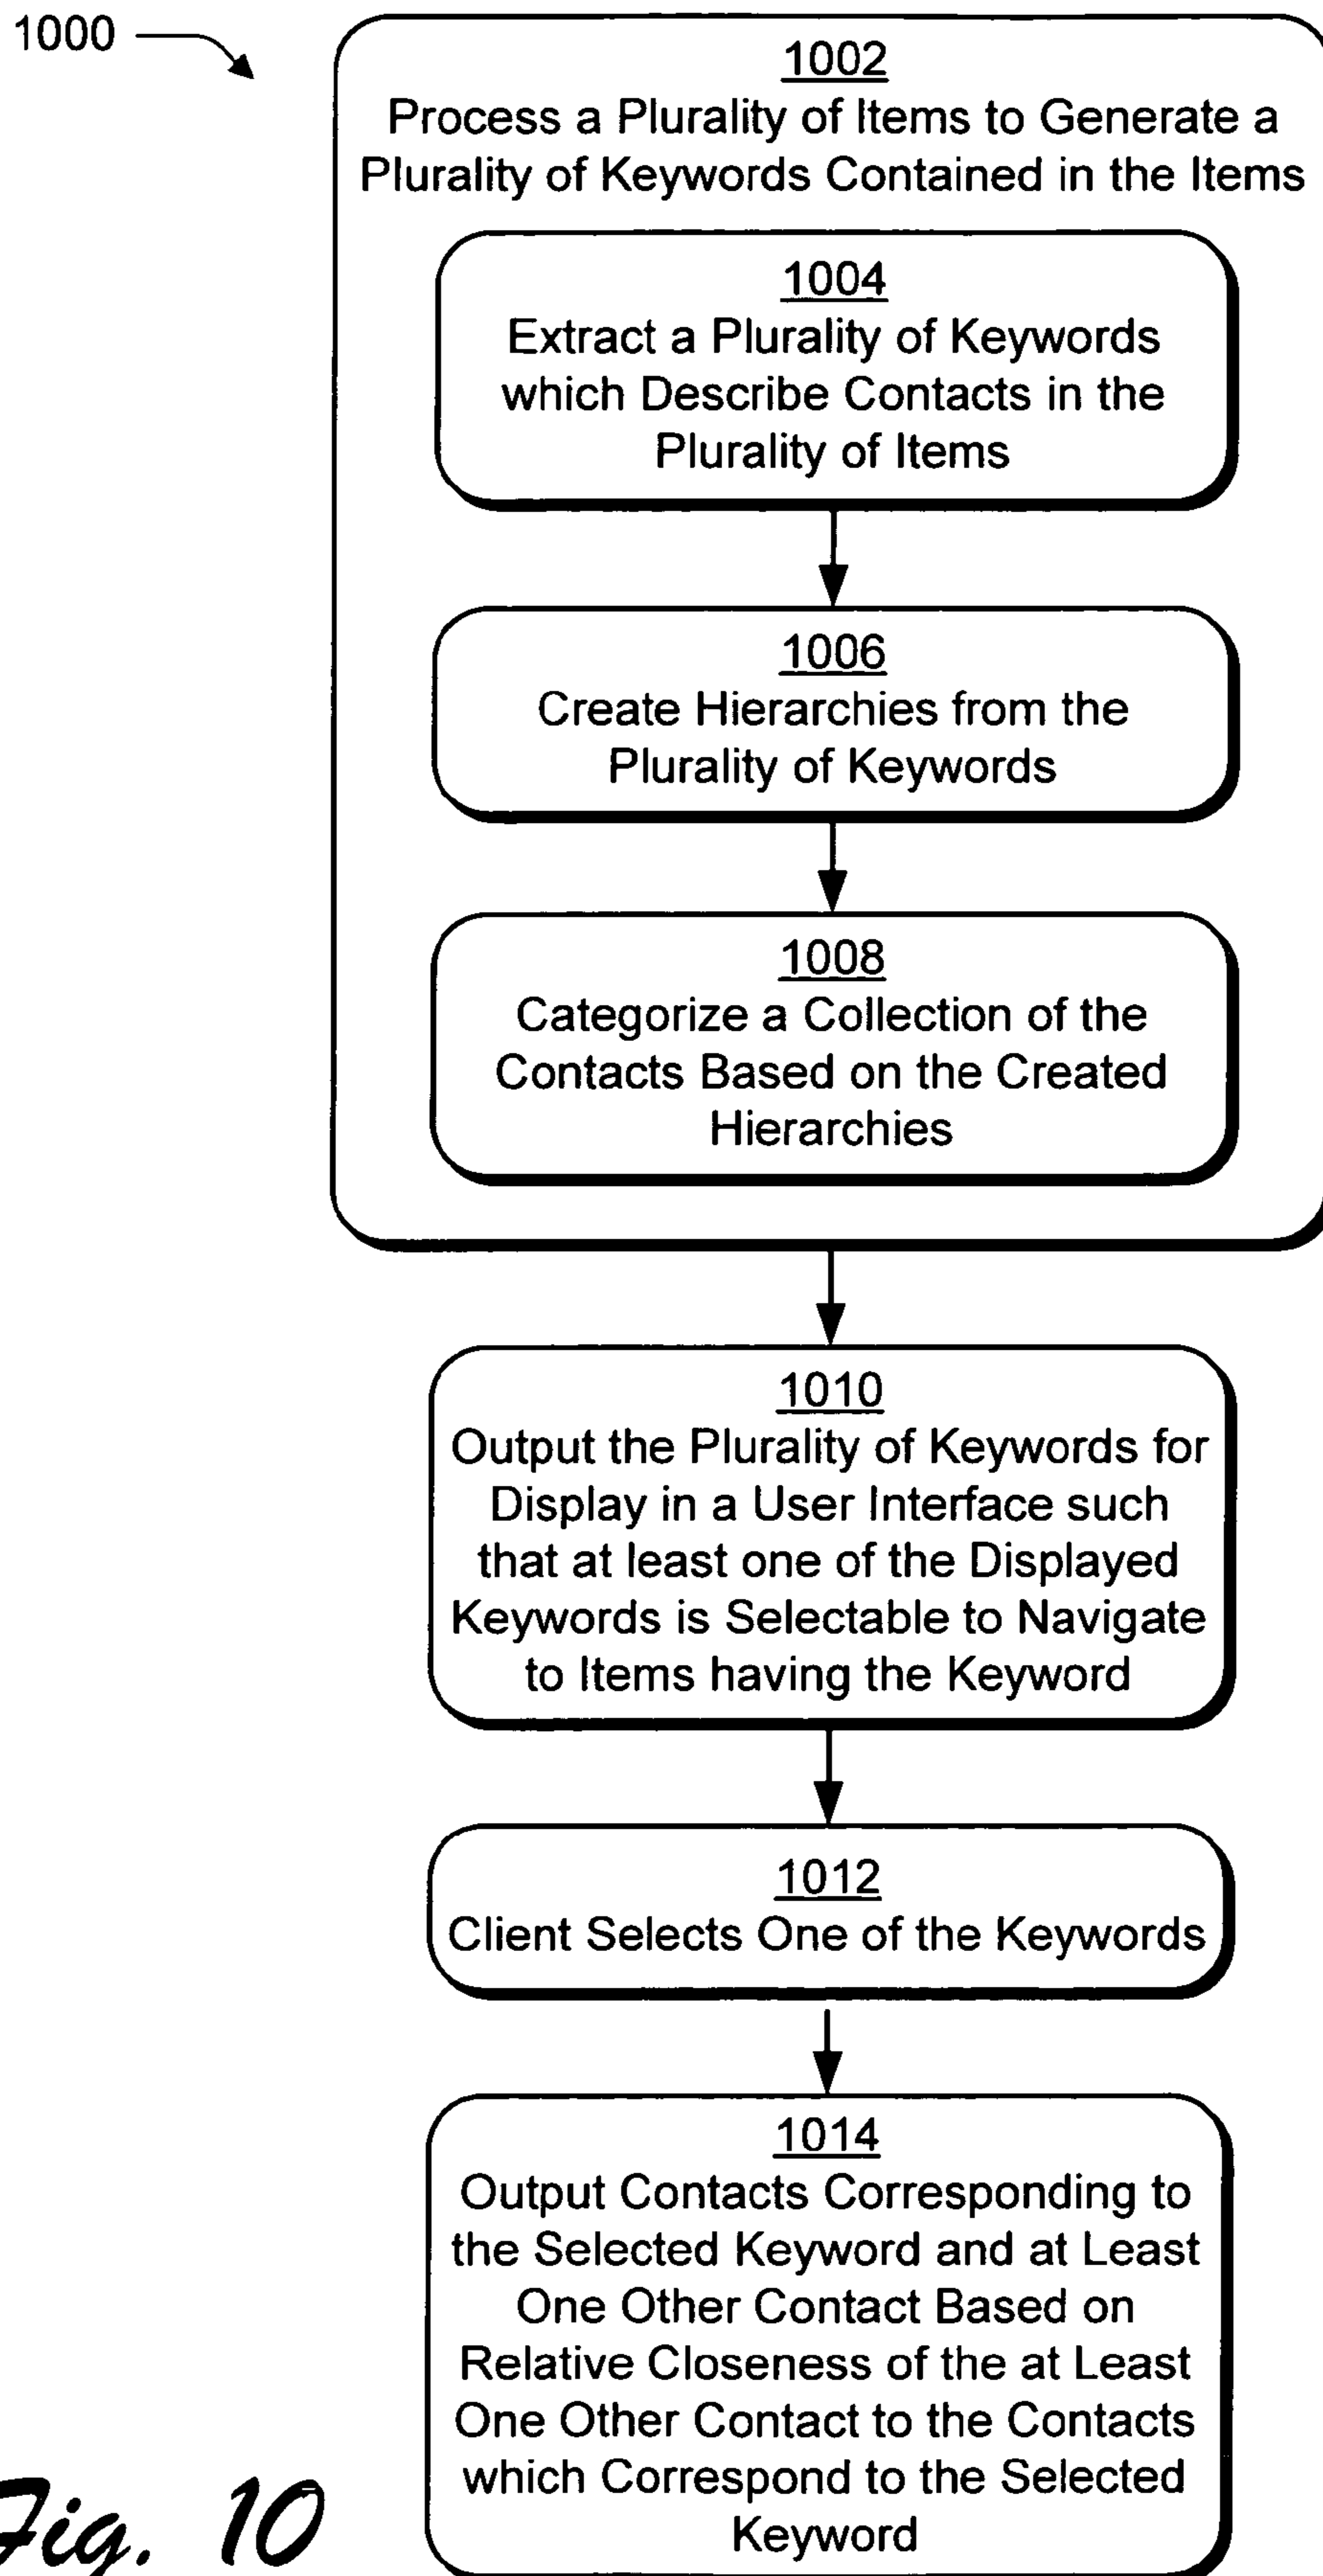 1000
1002
Process a Plurality of Items to Generate a
Plurality of Keywords Contained in the Items
1004
Extract a Plurality of Keywords
which Describe Contacts in the
Plurality of Items
1006
Create Hierarchies from the
Plurality of Keywords
1008
Categorize a Collection of the
Contacts Based on the Created
Hierarchies
1010
Output the Plurality of Keywords for
Display in a User Interface such
that at least one of the Displayed
Keywords is Selectable to Navigate
to Items having the Keyword
1012
Client Selects One of the Keywords
1014
Output Contacts Corresponding to
the Selected Keyword and at Least
One Other Contact Based on
Relative Closeness of the at Least
One Other Contact to the Contacts
which Correspond to the Selected
Keyword
Fig. 10